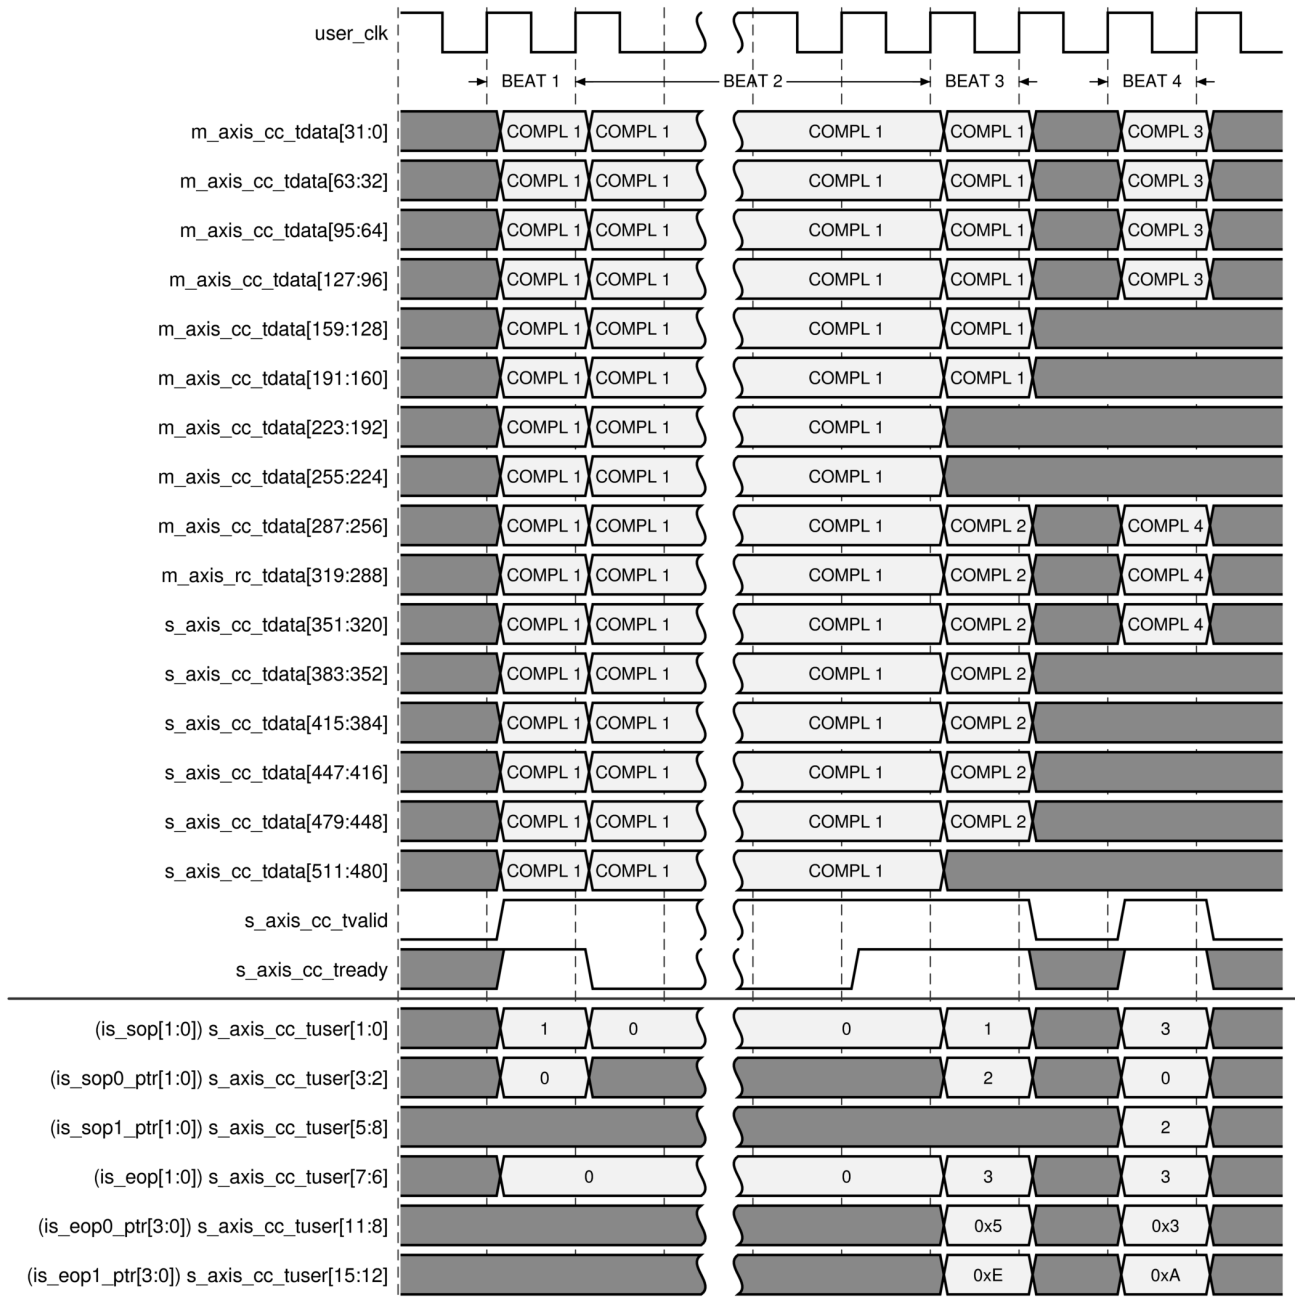 user_clk
BEAT 1 BEAT 2 BEAT 3 BEAT 4
m_axis_cc_tdata[31:0] COMPL 1 COMPL 1 COMPL 1 COMPL 1 COMPL 3
m_axis_cc_tdata[63:32] COMPL 1 COMPL 1 COMPL 1 COMPL 1 COMPL 3
m_axis_cc_tdata[95:64] COMPL 1 COMPL 1 COMPL 1 COMPL 1 COMPL 3
m_axis_cc_tdata[127:96] COMPL 1 COMPL 1 COMPL 1 COMPL 1 COMPL 3
m_axis_cc_tdata[159:128] COMPL 1 COMPL 1 COMPL 1 COMPL 1
m_axis_cc_tdata[191:160] COMPL 1 COMPL 1 COMPL 1 COMPL 1
m_axis_cc_tdata[223:192] COMPL 1 COMPL 1 COMPL 1
m_axis_cc_tdata[255:224] COMPL 1 COMPL 1 COMPL 1
m_axis_cc_tdata[287:256] COMPL 1 COMPL 1 COMPL 1 COMPL 2 COMPL 4
m_axis_rc_tdata[319:288] COMPL 1 COMPL 1 COMPL 1 COMPL 2 COMPL 4
s_axis_cc_tdata[351:320] COMPL 1 COMPL 1 COMPL 1 COMPL 2 COMPL 4
s_axis_cc_tdata[383:352] COMPL 1 COMPL 1 COMPL 1 COMPL 2
s_axis_cc_tdata[415:384] COMPL 1 COMPL 1 COMPL 1 COMPL 2
s_axis_cc_tdata[447:416] COMPL 1 COMPL 1 COMPL 1 COMPL 2
s_axis_cc_tdata[479:448] COMPL 1 COMPL 1 COMPL 1 COMPL 2
s_axis_cc_tdata[511:480] COMPL 1 COMPL 1 COMPL 1
s_axis_cc_tvalid
s_axis_cc_tready
(is_sop[1:0]) s_axis_cc_tuser[1:0] 1 0 0 1 3
(is_sop0_ptr[1:0]) s_axis_cc_tuser[3:2] 0 2 0
(is_sop1_ptr[1:0]) s_axis_cc_tuser[5:8] 2
(is_eop[1:0]) s_axis_cc_tuser[7:6] 0 0 3 3
(is_eop0_ptr[3:0]) s_axis_cc_tuser[11:8] 0x5 0x3
(is_eop1_ptr[3:0]) s_axis_cc_tuser[15:12] 0xE 0xA